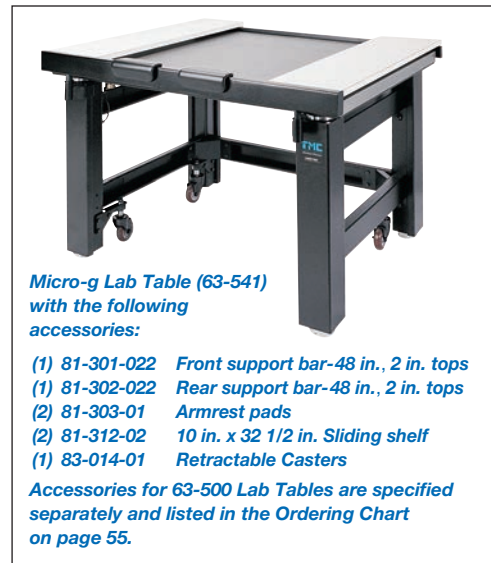 TMC
Micro-g Lab Table (63-541)
with the following
accessories:
(1) 81-301-022 Front support bar-48 in., 2 in. tops
(1) 81-302-022 Rear support bar-48 in., 2 in. tops
(2) 81-303-01 Armrest pads
(2) 81-312-02 10 in. x 32 1/2 in. Sliding shelf
(1) 83-014-01 Retractable Casters
Accessories for 63-500 Lab Tables are specified
separately and listed in the Ordering Chart
on page 55.